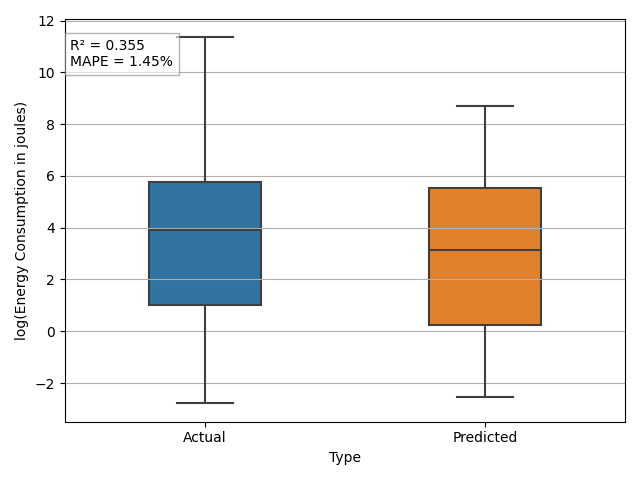 12
10
8
6
4
2
0
−2
log(Energy Consumption in joules)
R² = 0.355
MAPE = 1.45%
Actual
Predicted
Type